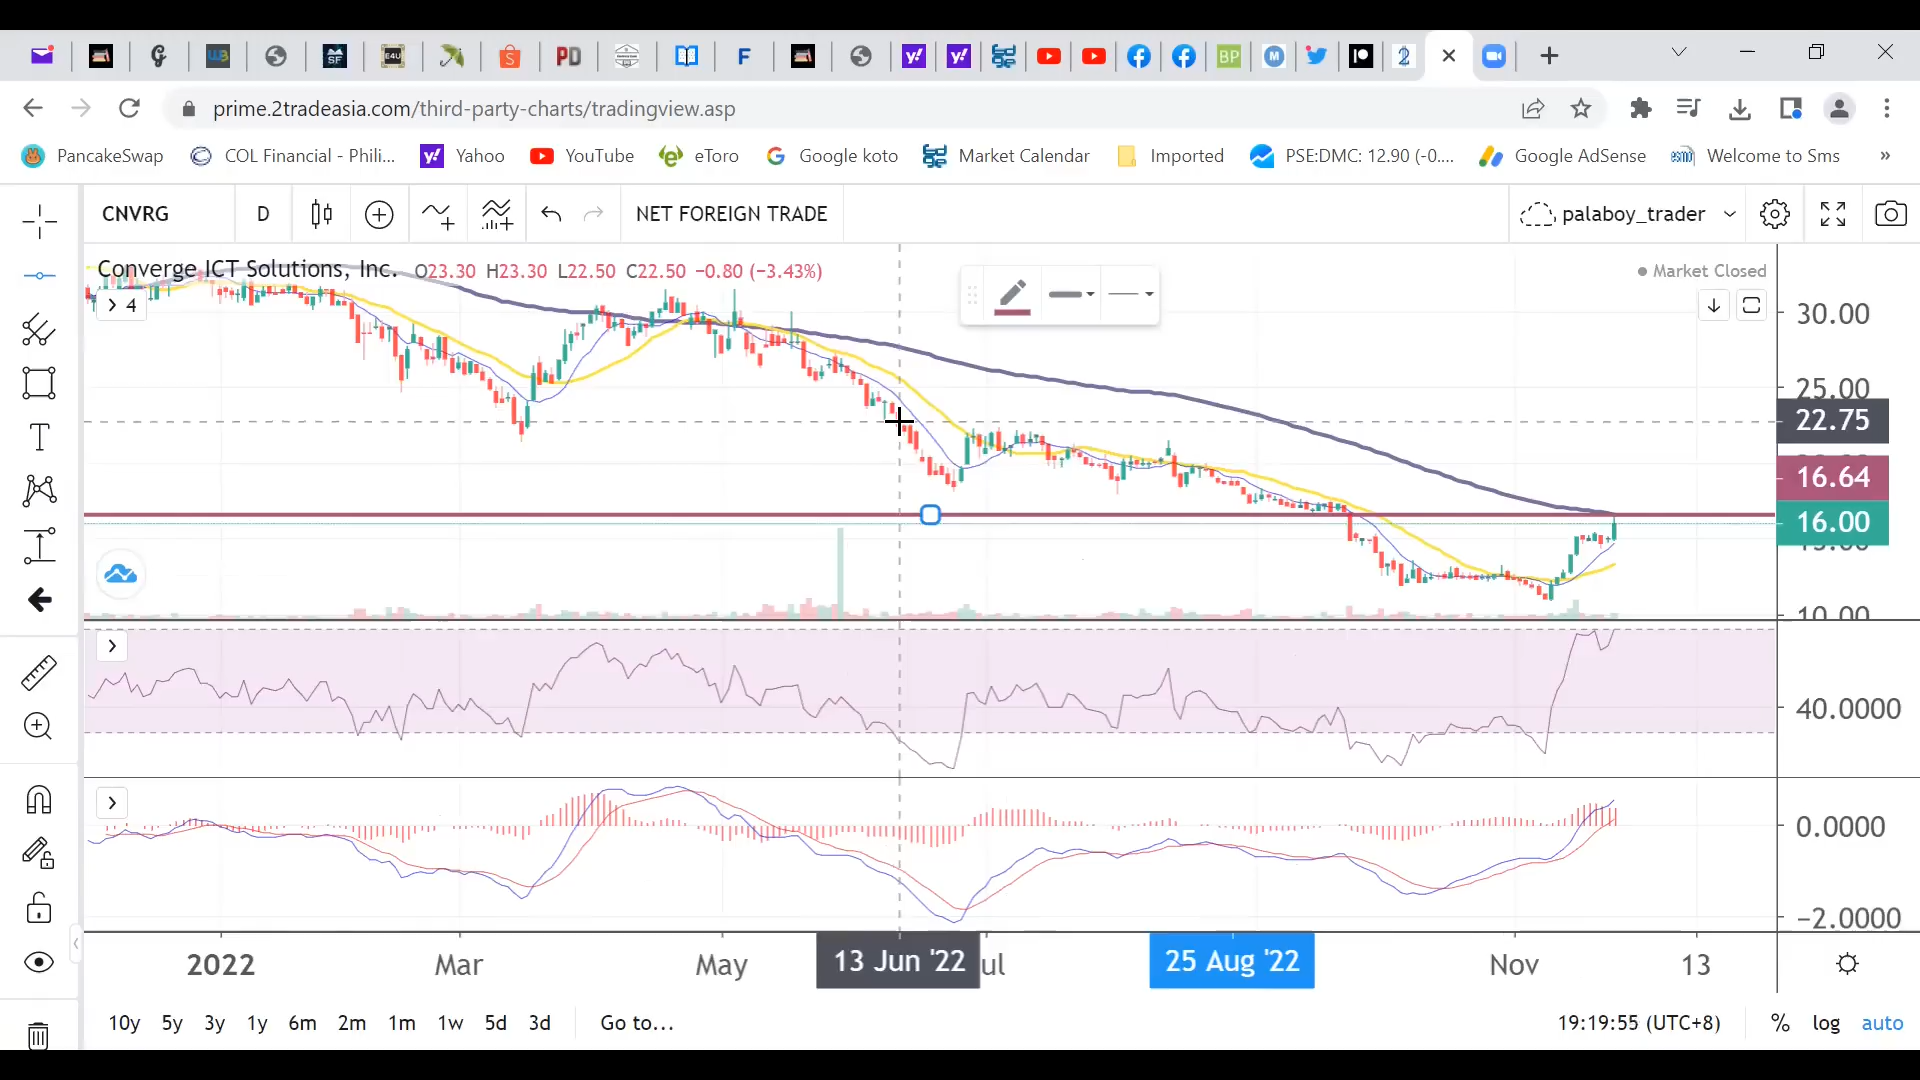 PD
F
BP
M
prime.2tradeasia.com/third-party-charts/tradingview.asp
PancakeSwap COL Financial - Phili... Yahoo YouTube eToro Google koto Market Calendar Imported PSE:DMC: 12.90 (-0.... Google AdSense Welcome to Sms »
CNVRG D NET FOREIGN TRADE palaboy_trader
Converge ICT Solutions, Inc. O23.30 H23.30 L22.50 C22.50 −0.80 (−3.43%) Market Closed
4
30.00
25.00
22.75
16.64
16.00
10.00
40.0000
0.0000
−2.0000
2022 Mar May 13 Jun '22 ul 25 Aug '22 Nov 13
10y 5y 3y 1y 6m 2m 1m 1w 5d 3d Go to... 19:19:55 (UTC+8) % log auto